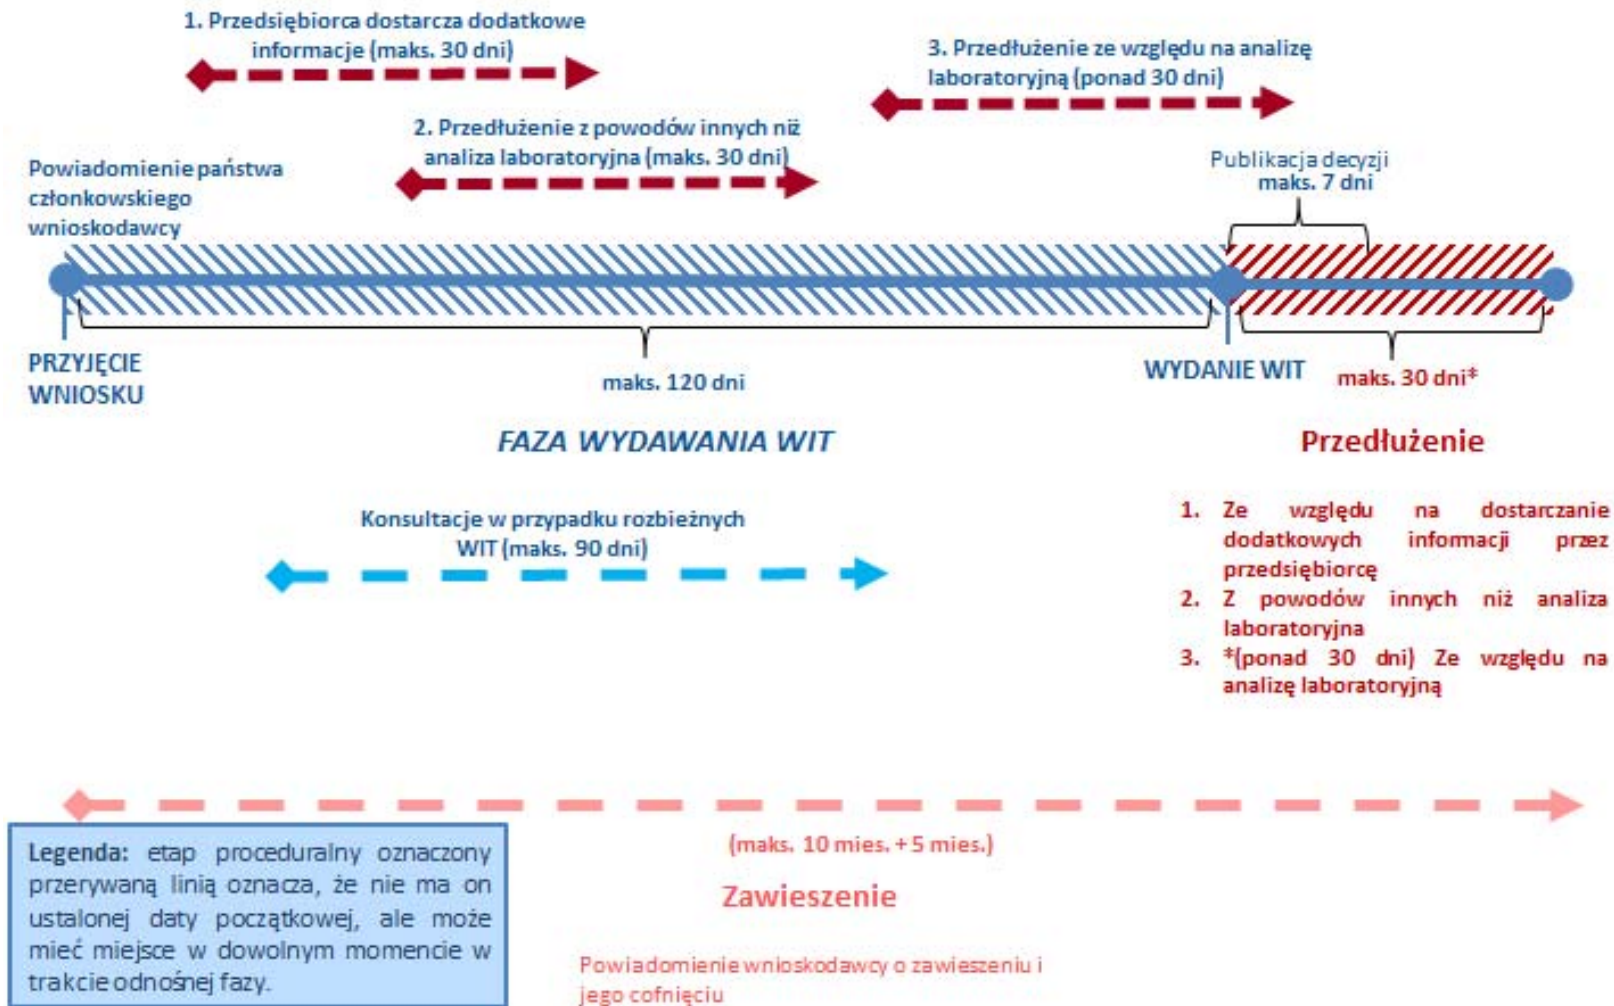 1. Przedsiębiorca dostarcza dodatkowe
informacje (maks. 30 dni)
3. Przedłużenie ze względu na analizę
laboratoryjną (ponad 30 dni)
2. Przedłużenie z powodów innych niż
analiza laboratoryjna (maks. 30 dni)
Publikacja decyzji
maks. 7 dni
Powiadomienie państwa
członkowskiego
wnioskodawcy
PRZYJĘCIE
WNIOSKU
maks. 120 dni
WYDANIE WIT
maks. 30 dni*
FAZA WYDAWANIA WIT
Przedłużenie
Konsultacje w przypadku rozbieżnych
WIT (maks. 90 dni)
1. Ze względu na dostarczanie
dodatkowych informacji przez
przedsiębiorcę
2. Z powodów innych niż analiza
laboratoryjna
3. *(ponad 30 dni) Ze względu na
analizę laboratoryjną
(maks. 10 mies. + 5 mies.)
Zawieszenie
Powiadomienie wnioskodawcy o zawieszeniu i
jego cofnięciu
Legenda: etap proceduralny oznaczony
przerywaną linią oznacza, że nie ma on
ustalonej daty początkowej, ale może
mieć miejsce w dowolnym momencie w
trakcie odnośnej fazy.